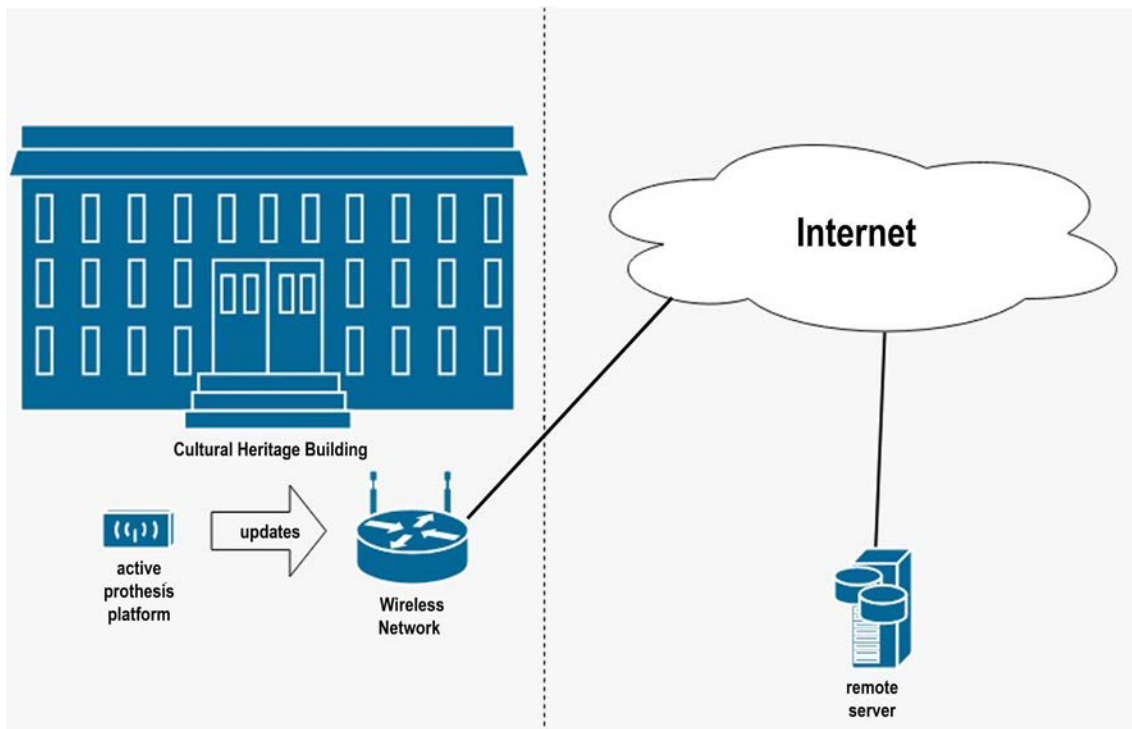 Internet
Cultural Heritage Building
updates
active
prothesis
platform
Wireless
Network
remote
server